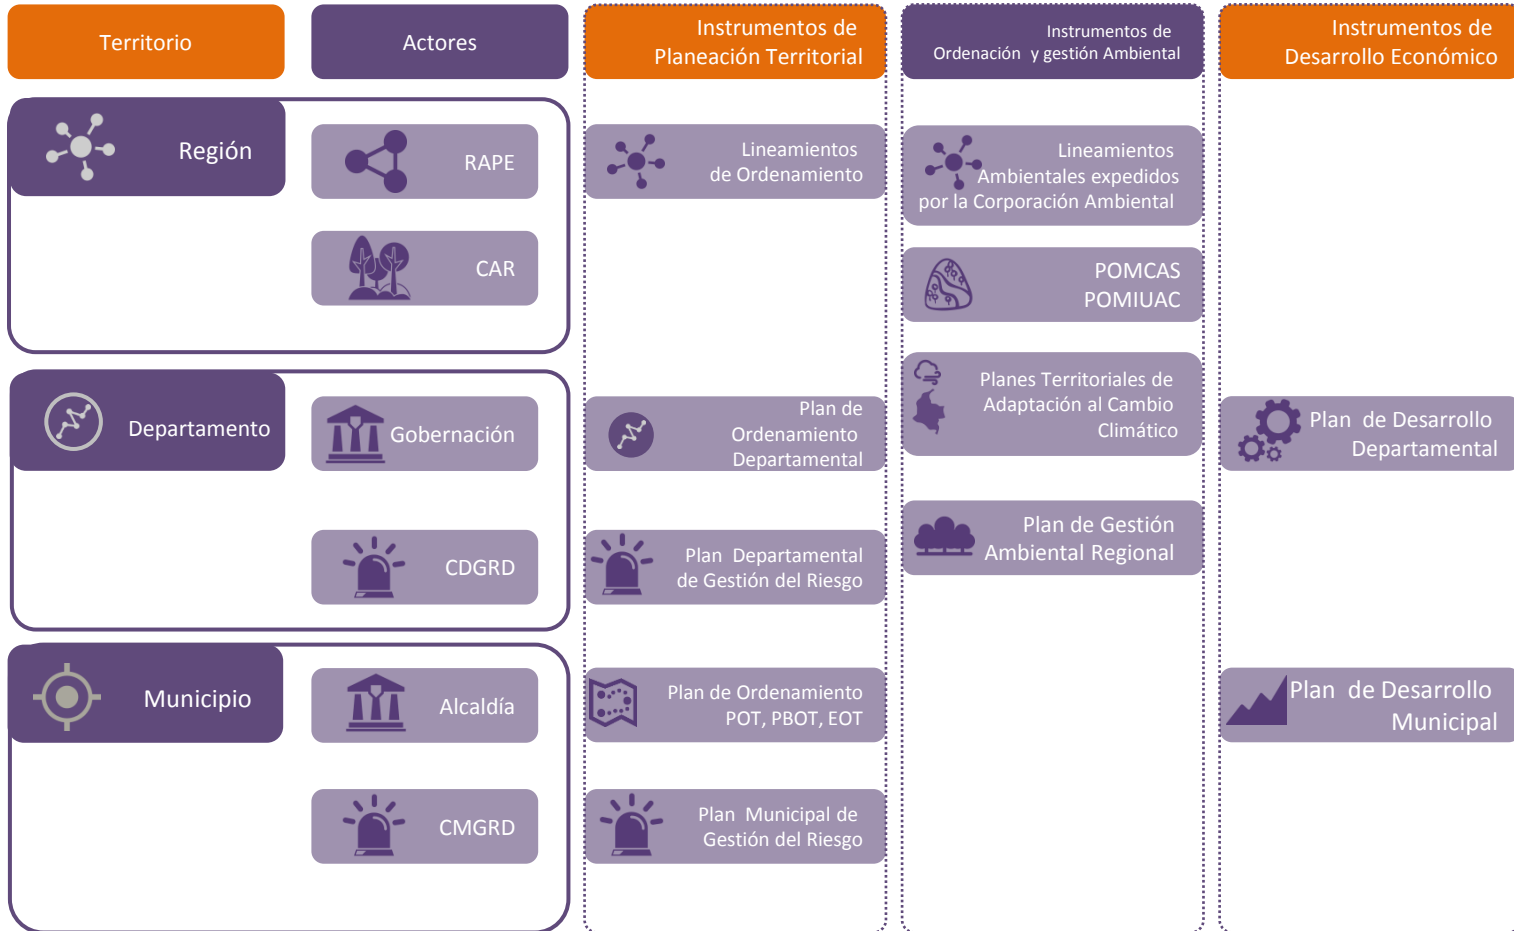 Territorio
Actores
Instrumentos de
Planeación Territorial
Instrumentos de
Ordenación y gestión Ambiental
Instrumentos de
Desarrollo Económico
Región
RAPE
CAR
Lineamientos
de Ordenamiento
Lineamientos
Ambientales expedidos
por la Corporación Ambiental
POMCAS
POMIUAC
Departamento
Gobernación
CDGRD
Plan de
Ordenamiento
Departamental
Plan Departamental
de Gestión del Riesgo
Planes Territoriales de
Adaptación al Cambio
Climático
Plan de Gestión
Ambiental Regional
Plan de Desarrollo
Departamental
Municipio
Alcaldía
CMGRD
Plan de Ordenamiento
POT, PBOT, EOT
Plan Municipal de
Gestión del Riesgo
Plan de Desarrollo
Municipal